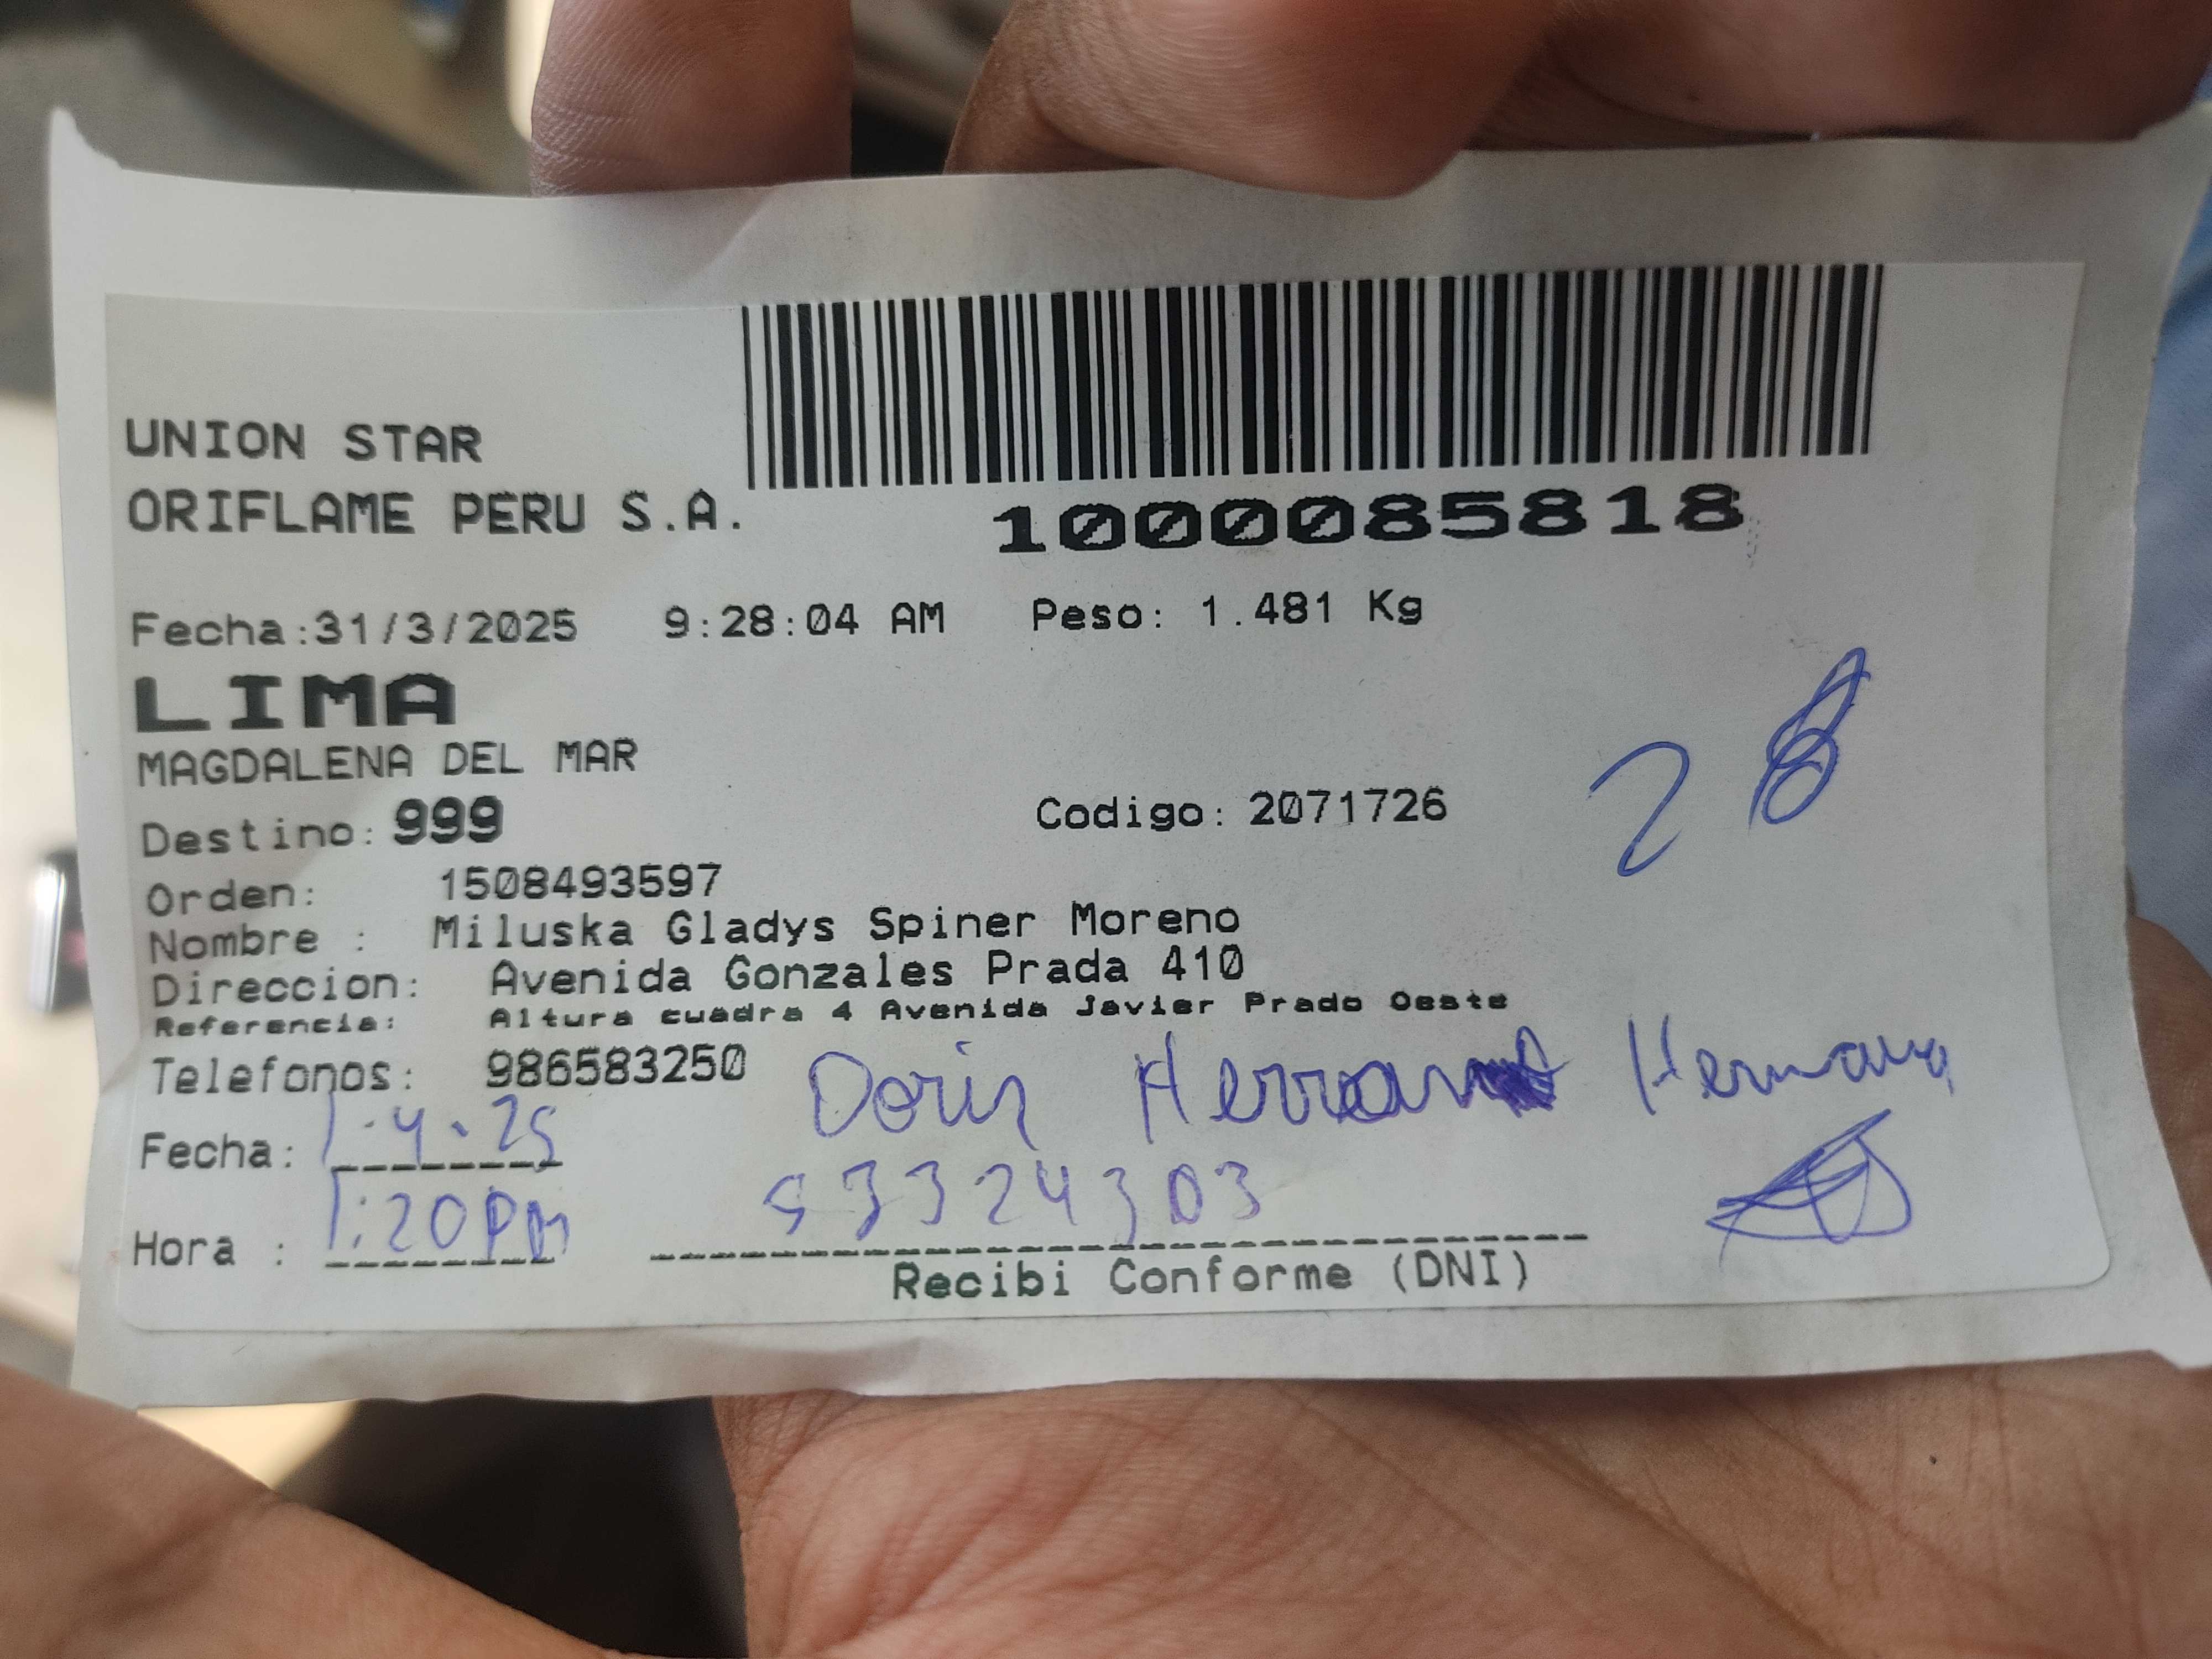 UNION STAR
ORIFLAME PERU S.A.
1000085818
Fecha:31/3/2025 9:28:04 AM Peso: 1.481 Kg
LIMA
MAGDALENA DEL MAR
28
Destino: 999 Codigo: 2071726
Orden: 1508493597
Nombre : Miluska Gladys Spiner Moreno
Direccion: Avenida Gonzales Prada 410
Referencia: Altura cuadra 4 Avenida Javier Prado Oeste
Telefonos: 986583250
Doris
Fecha: 1.4.25
Hora : 1:20pm
Recibi Conforme (DNI)